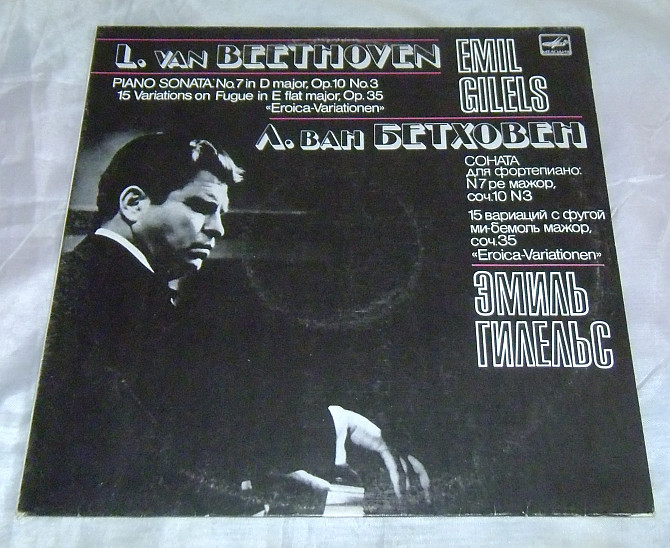 L. VAN BEETHOVEN
PIANO SONATA: No.7 in D major, Op.10 No.3
15 Variations on Fugue in E flat major, Op.35
«Eroica-Variationen»
EMIL
GILELS
Л. ВАН БЕТХОВЕН
СОНАТА
для фортепиано:
N7 ре мажор,
соч.10 N3
15 вариаций с фугой
ми-бемоль мажор,
соч.35
«Eroica-Variationen»
ЭМИЛЬ
ГИЛЕЛЬС